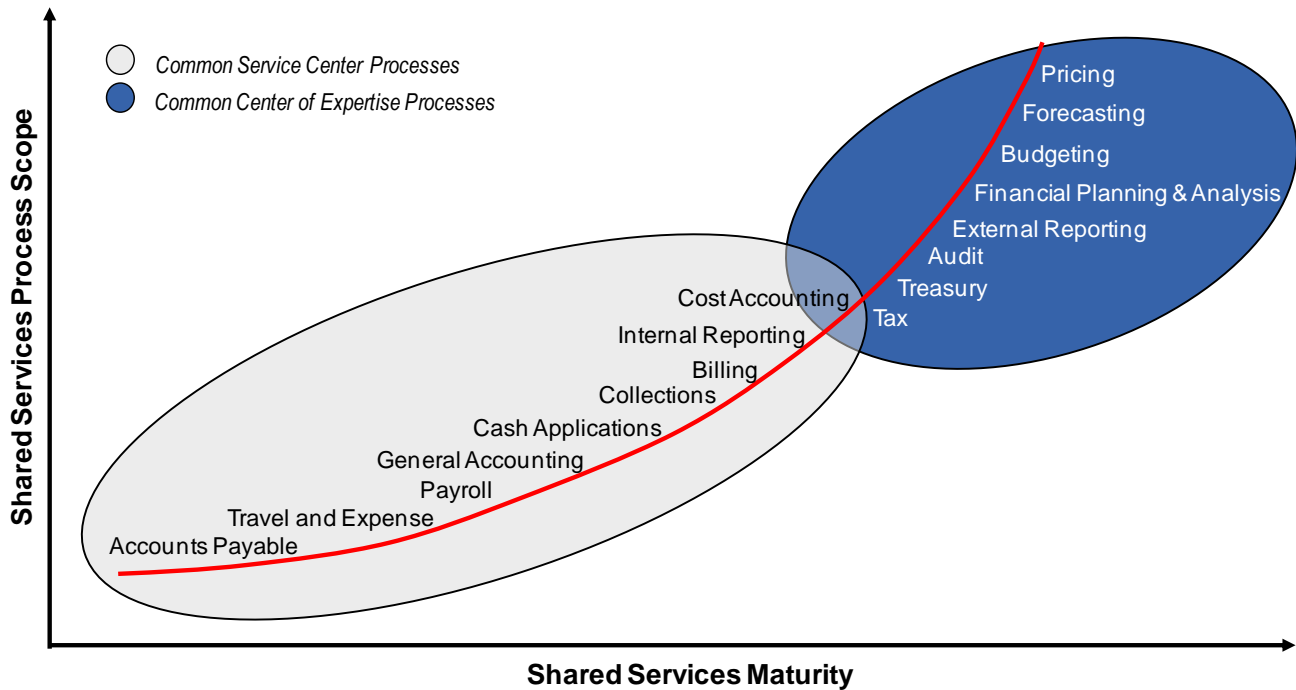 Common Service Center Processes
Common Center of Expertise Processes
Shared Services Process Scope
Pricing
Forecasting
Budgeting
Financial Planning & Analysis
External Reporting
Audit
Treasury
Tax
Cost Accounting
Internal Reporting
Billing
Collections
Cash Applications
General Accounting
Payroll
Travel and Expense
Accounts Payable
Shared Services Maturity